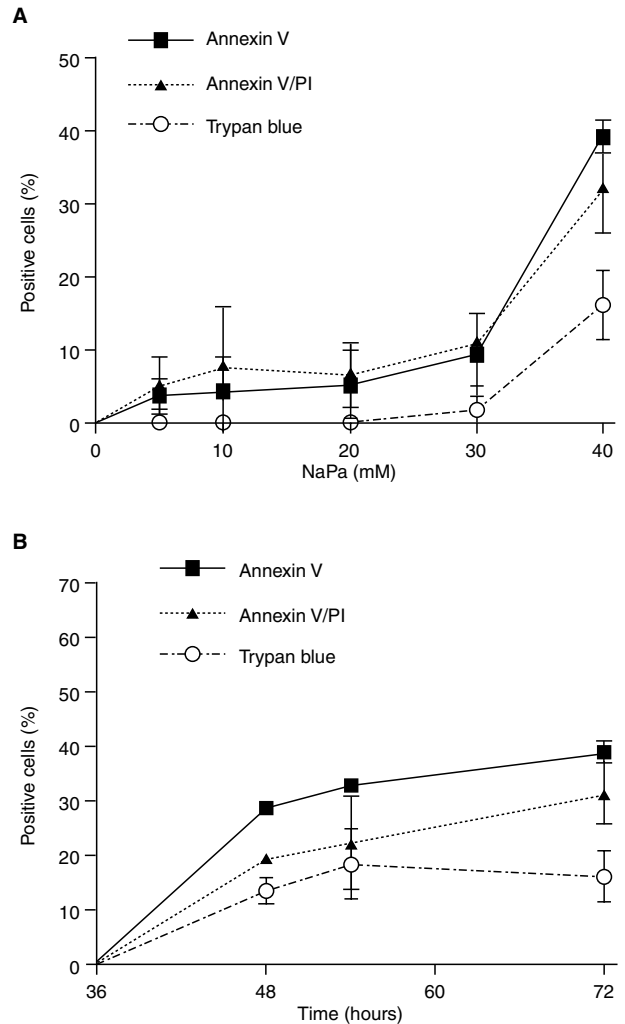 A
Annexin V
Annexin V/PI
Trypan blue
50
40
30
20
10
0
Positive cells (%)
0 10 20 30 40
NaPa (mM)
B
Annexin V
Annexin V/PI
Trypan blue
70
60
50
40
30
20
10
0
Positive cells (%)
36 48 60 72
Time (hours)